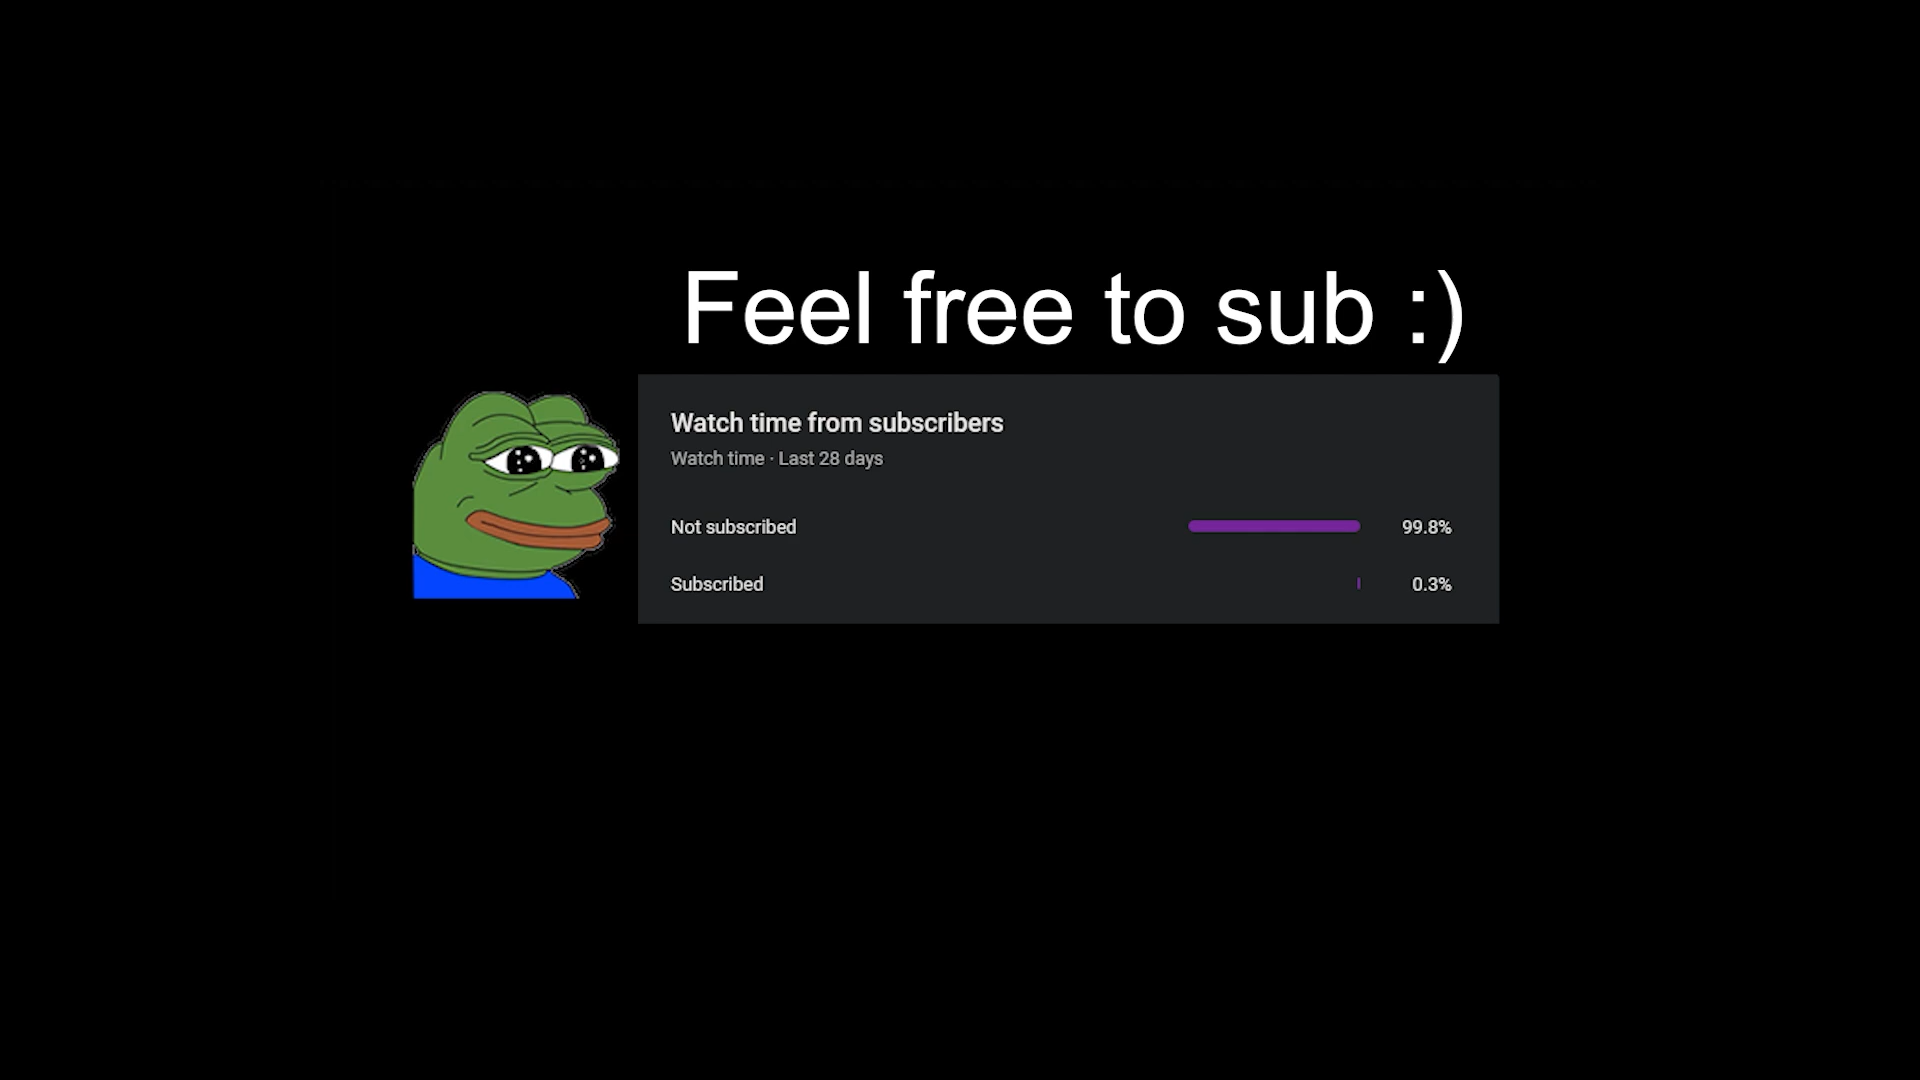 Feel free to sub :)
Watch time from subscribers
Watch time · Last 28 days
Not subscribed 99.8%
Subscribed 0.3%